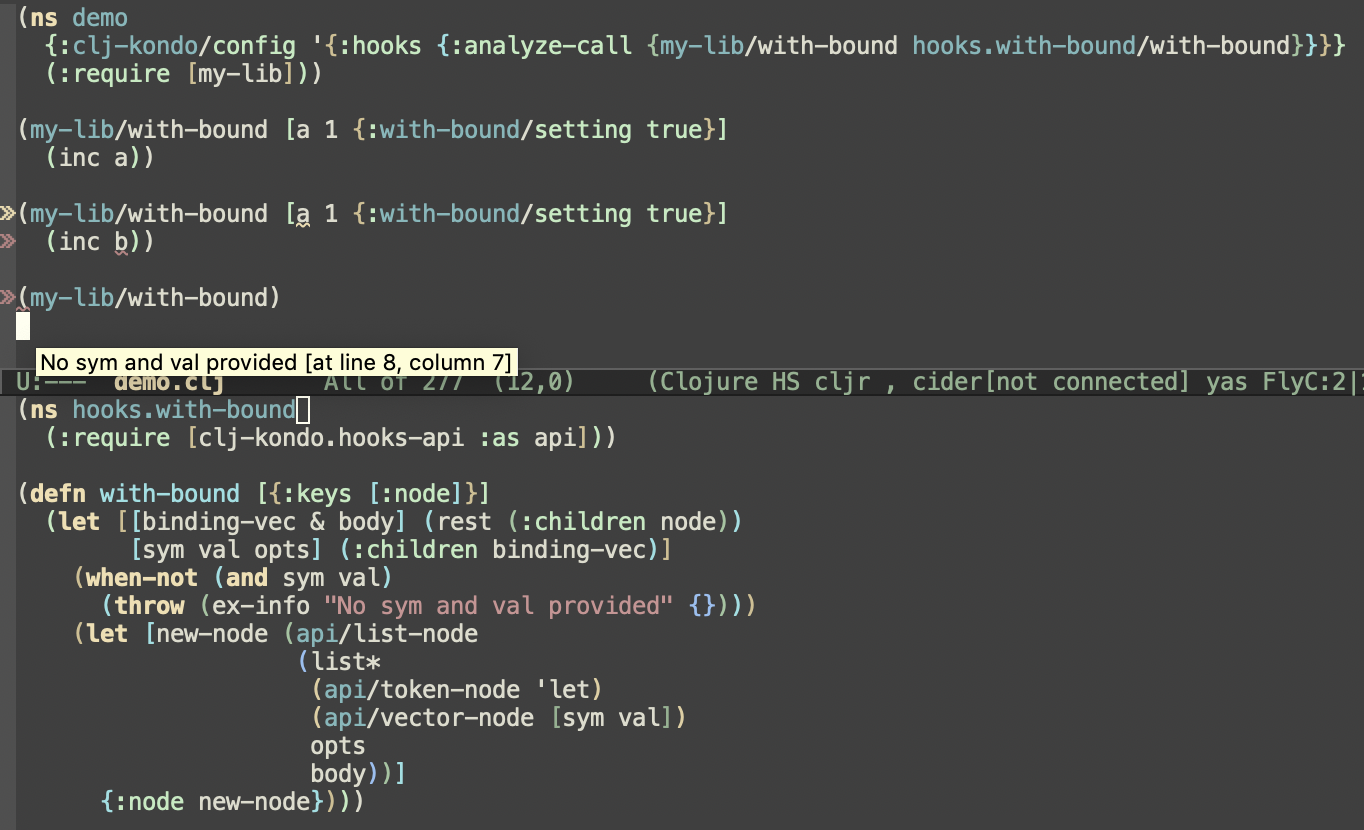 (ns demo
  {:clj-kondo/config '{:hooks {:analyze-call {my-lib/with-bound hooks.with-bound/with-bound}}}}
  (:require [my-lib]))
(my-lib/with-bound [a 1 {:with-bound/setting true}]
  (inc a))
(my-lib/with-bound [a 1 {:with-bound/setting true}]
  (inc b))
(my-lib/with-bound)
No sym and val provided [at line 8, column 7]
U:--- demo.clj All of 277 (12,0) (Clojure HS cljr , cider[not connected] yas FlyC:2|
(ns hooks.with-bound
  (:require [clj-kondo.hooks-api :as api]))
(defn with-bound [{:keys [:node]}]
  (let [[binding-vec & body] (rest (:children node))
        [sym val opts] (:children binding-vec)]
    (when-not (and sym val)
      (throw (ex-info "No sym and val provided" {})))
    (let [new-node (api/list-node
                    (list*
                     (api/token-node 'let)
                     (api/vector-node [sym val])
                     opts
                     body))]
      {:node new-node})))